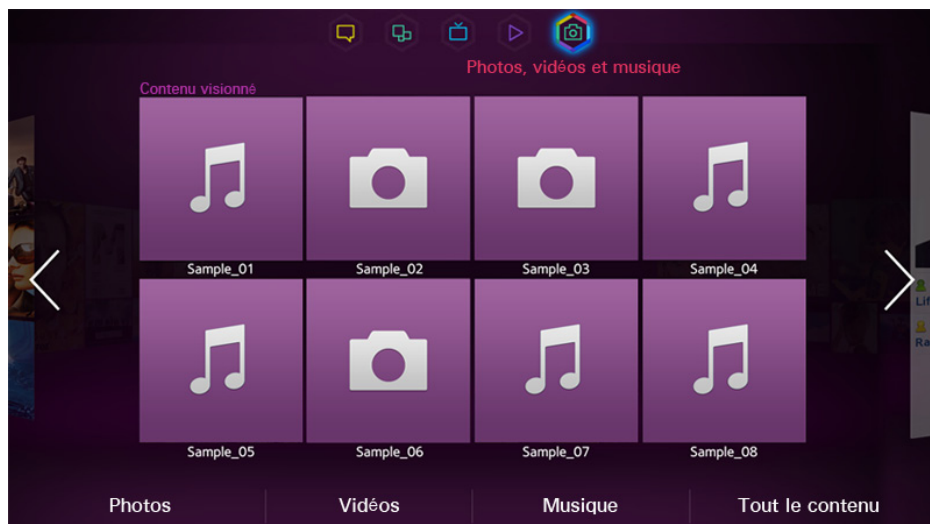 Photos, vidéos et musique
Contenu visionné
Sample_01 Sample_02 Sample_03 Sample_04
Sample_05 Sample_06 Sample_07 Sample_08
Photos Vidéos Musique Tout le contenu